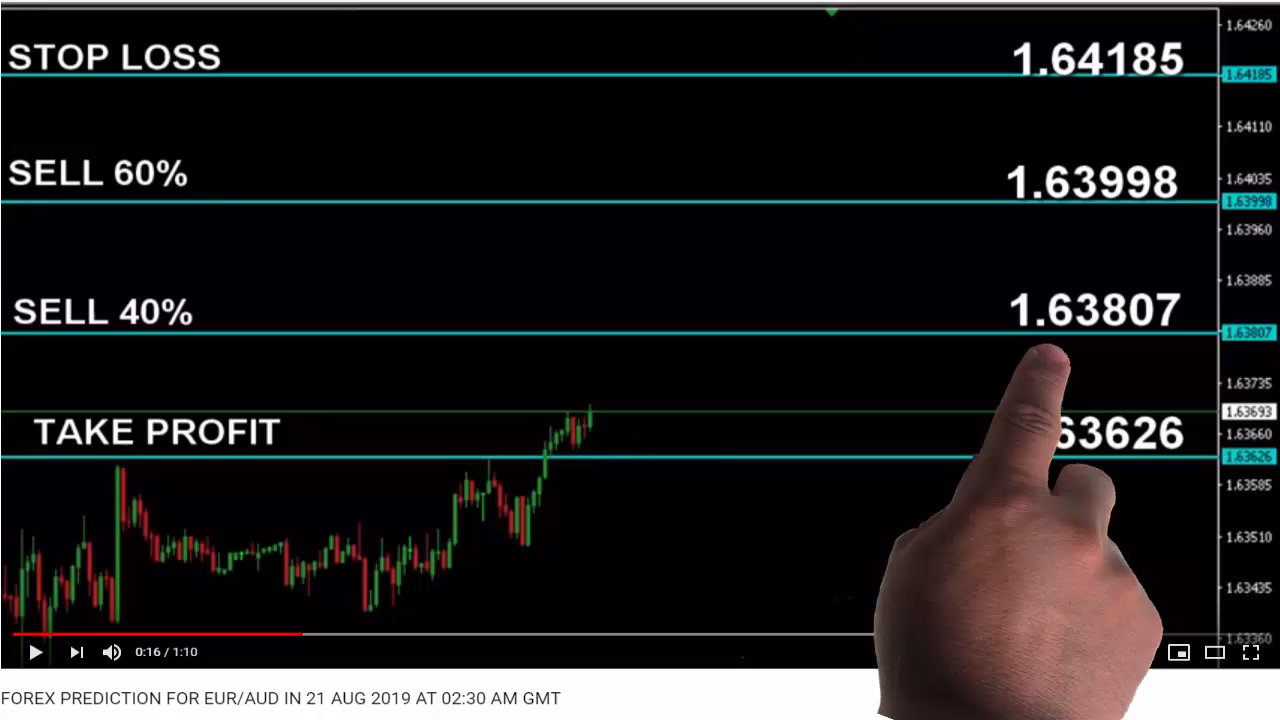 STOP LOSS 1.64185
SELL 60% 1.63998
SELL 40% 1.63807
TAKE PROFIT 63626
1.64260
1.64185
1.64110
1.64035
1.63998
1.63960
1.63885
1.63807
1.63735
1.63693
1.63660
1.63626
1.63585
1.63510
1.63435
1.63360
0:16 / 1:10
FOREX PREDICTION FOR EUR/AUD IN 21 AUG 2019 AT 02:30 AM GMT